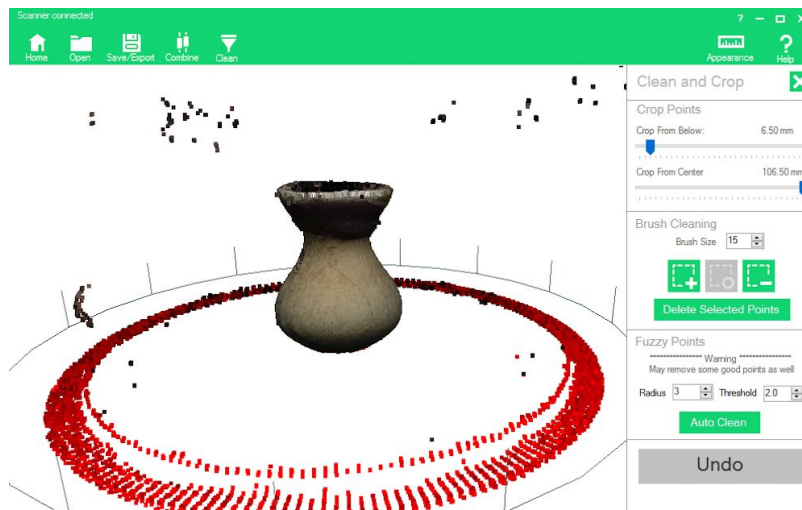 Scanner connected
?
Home Open Save/Export Combine Clean Appearance Help
Clean and Crop
Crop Points
Crop From Below: 6.50 mm
Crop From Center 106.50 mm
Brush Cleaning
Brush Size 15
Delete Selected Points
Fuzzy Points
---------------- Warning ----------------
May remove some good points as well
Radius 3 Threshold 2.0
Auto Clean
Undo